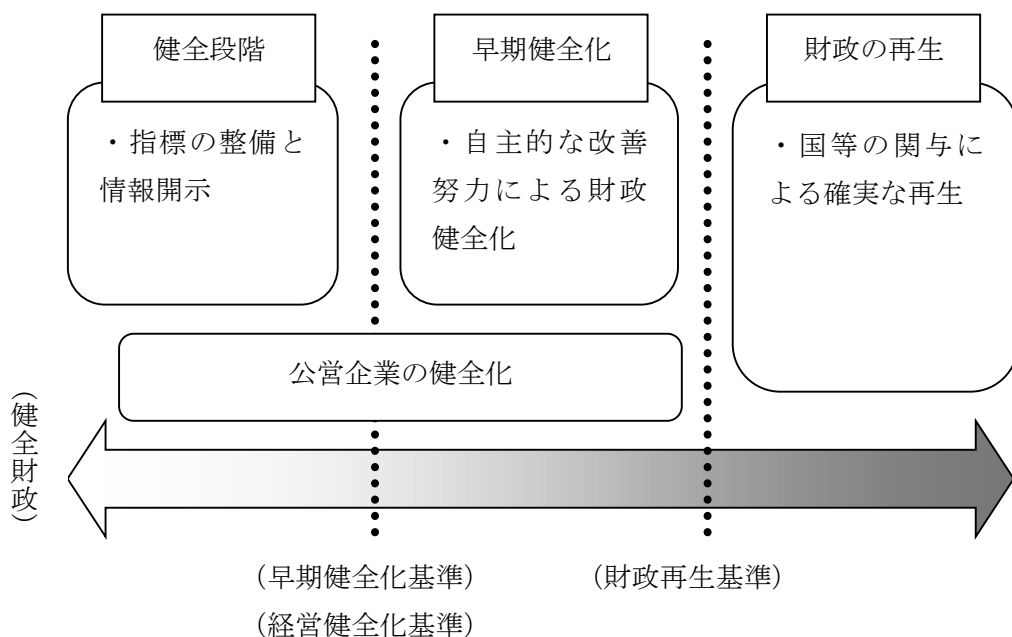 健全段階
・指標の整備と
情報開示
早期健全化
・自主的な改善
努力による財政
健全化
財政の再生
・国等の関与に
よる確実な再生
公営企業の健全化
(健全財政)
(早期健全化基準)
(経営健全化基準)
(財政再生基準)